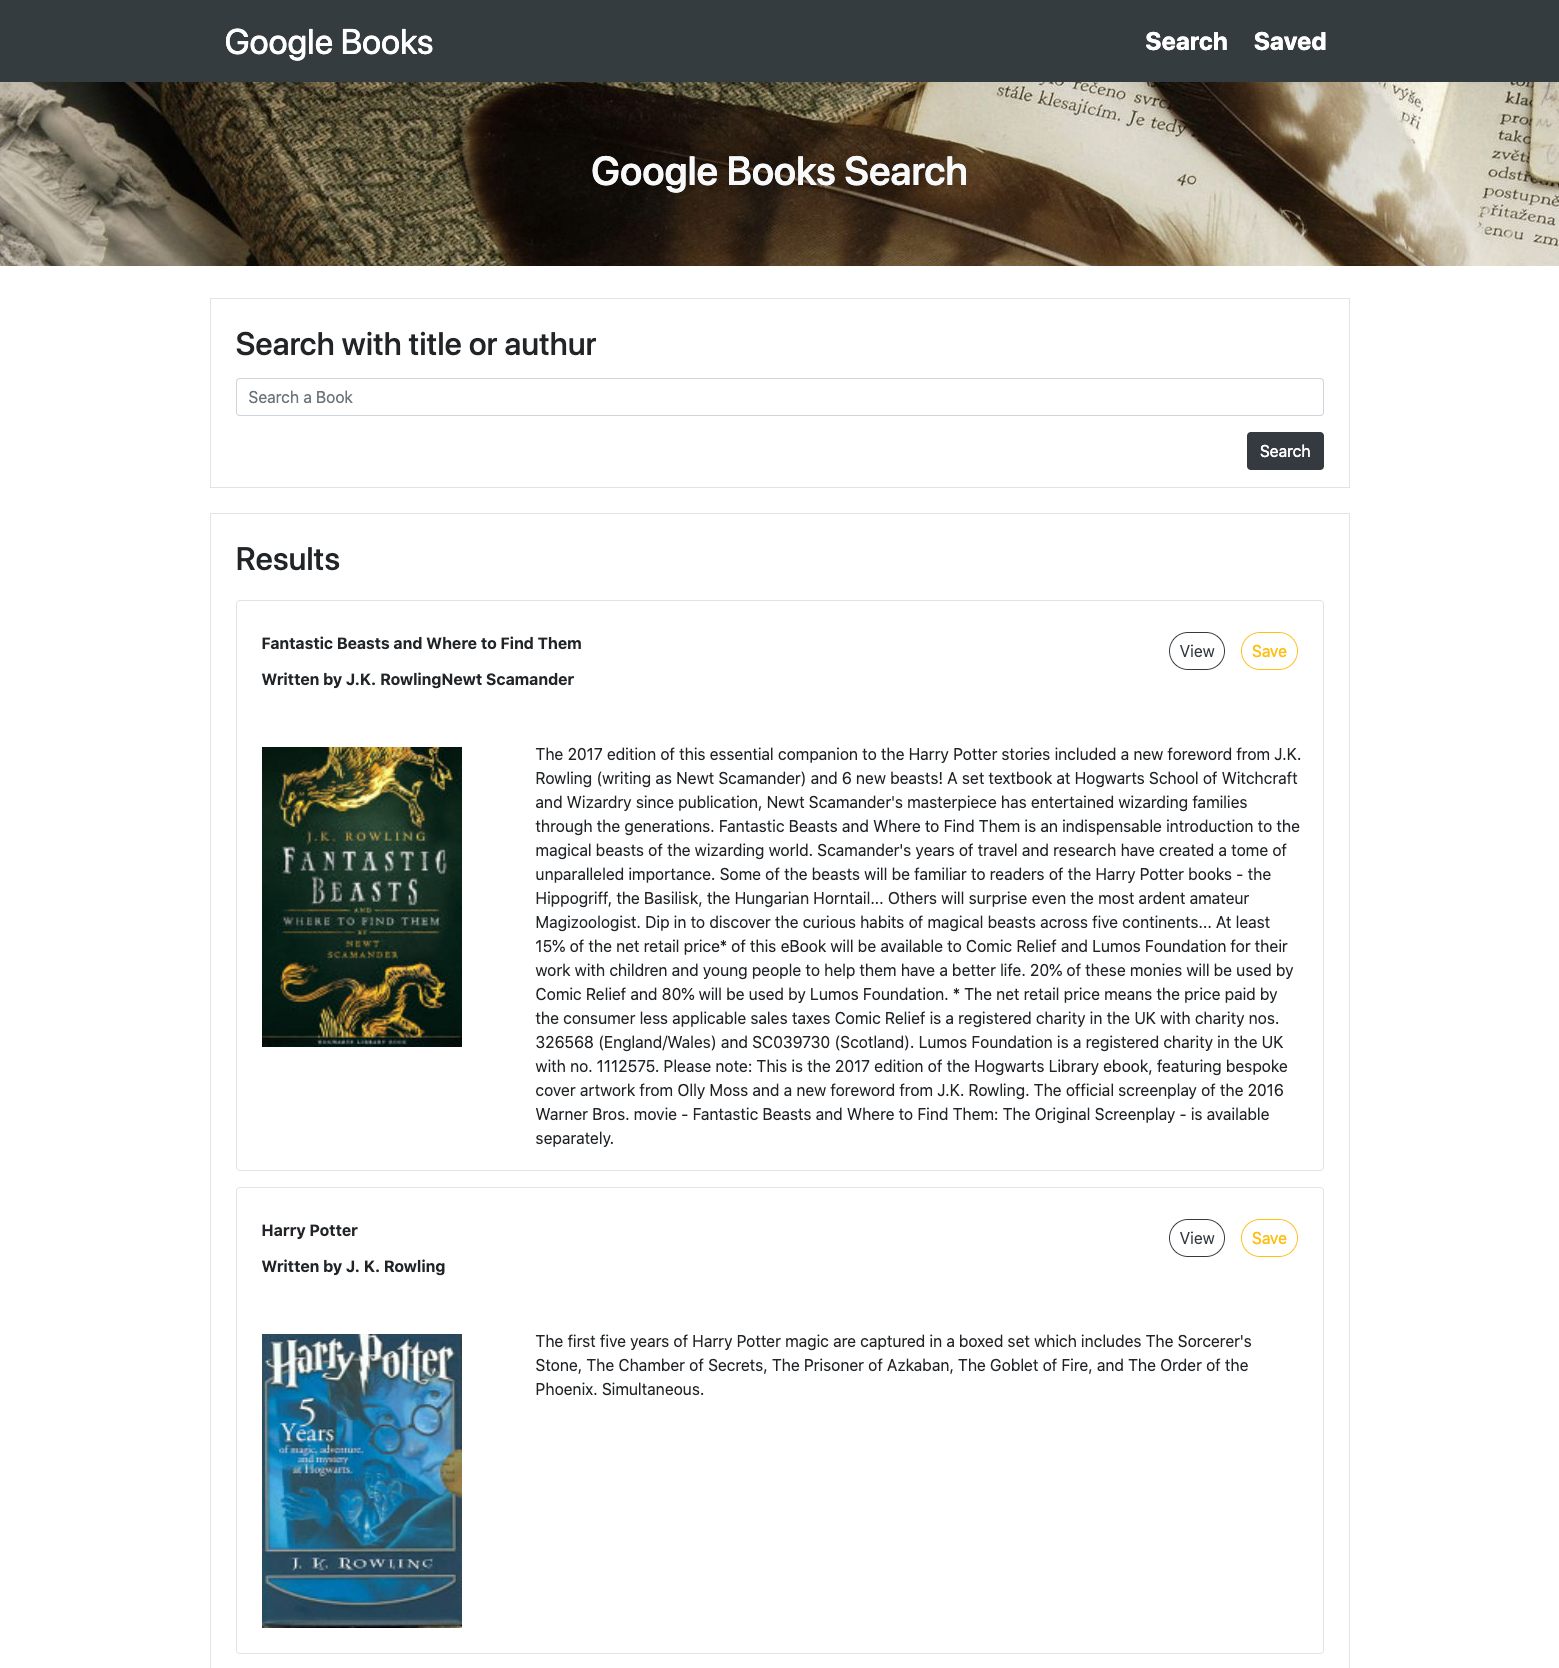 Google Books
Search Saved
stále klesajícím. Je tedy
výše,
při
40
odstřed
postupně
přitažena
Google Books Search
Search with title or authur
Search a Book
Search
Results
Fantastic Beasts and Where to Find Them
View Save
Written by J.K. RowlingNewt Scamander
J.K. ROWLING
FANTASTIC
BEASTS
AND
WHERE TO FIND THEM
BY
NEWT
SCAMANDER
HOGWARTS LIBRARY BOOK
The 2017 edition of this essential companion to the Harry Potter stories included a new foreword from J.K.
Rowling (writing as Newt Scamander) and 6 new beasts! A set textbook at Hogwarts School of Witchcraft
and Wizardry since publication, Newt Scamander's masterpiece has entertained wizarding families
through the generations. Fantastic Beasts and Where to Find Them is an indispensable introduction to the
magical beasts of the wizarding world. Scamander's years of travel and research have created a tome of
unparalleled importance. Some of the beasts will be familiar to readers of the Harry Potter books - the
Hippogriff, the Basilisk, the Hungarian Horntail... Others will surprise even the most ardent amateur
Magizoologist. Dip in to discover the curious habits of magical beasts across five continents... At least
15% of the net retail price* of this eBook will be available to Comic Relief and Lumos Foundation for their
work with children and young people to help them have a better life. 20% of these monies will be used by
Comic Relief and 80% will be used by Lumos Foundation. * The net retail price means the price paid by
the consumer less applicable sales taxes Comic Relief is a registered charity in the UK with charity nos.
326568 (England/Wales) and SC039730 (Scotland). Lumos Foundation is a registered charity in the UK
with no. 1112575. Please note: This is the 2017 edition of the Hogwarts Library ebook, featuring bespoke
cover artwork from Olly Moss and a new foreword from J.K. Rowling. The official screenplay of the 2016
Warner Bros. movie - Fantastic Beasts and Where to Find Them: The Original Screenplay - is available
separately.
Harry Potter
View Save
Written by J. K. Rowling
Harry Potter
5
Years
of magic, adventure,
and mystery
at Hogwarts.
J. K. ROWLING
The first five years of Harry Potter magic are captured in a boxed set which includes The Sorcerer's
Stone, The Chamber of Secrets, The Prisoner of Azkaban, The Goblet of Fire, and The Order of the
Phoenix. Simultaneous.